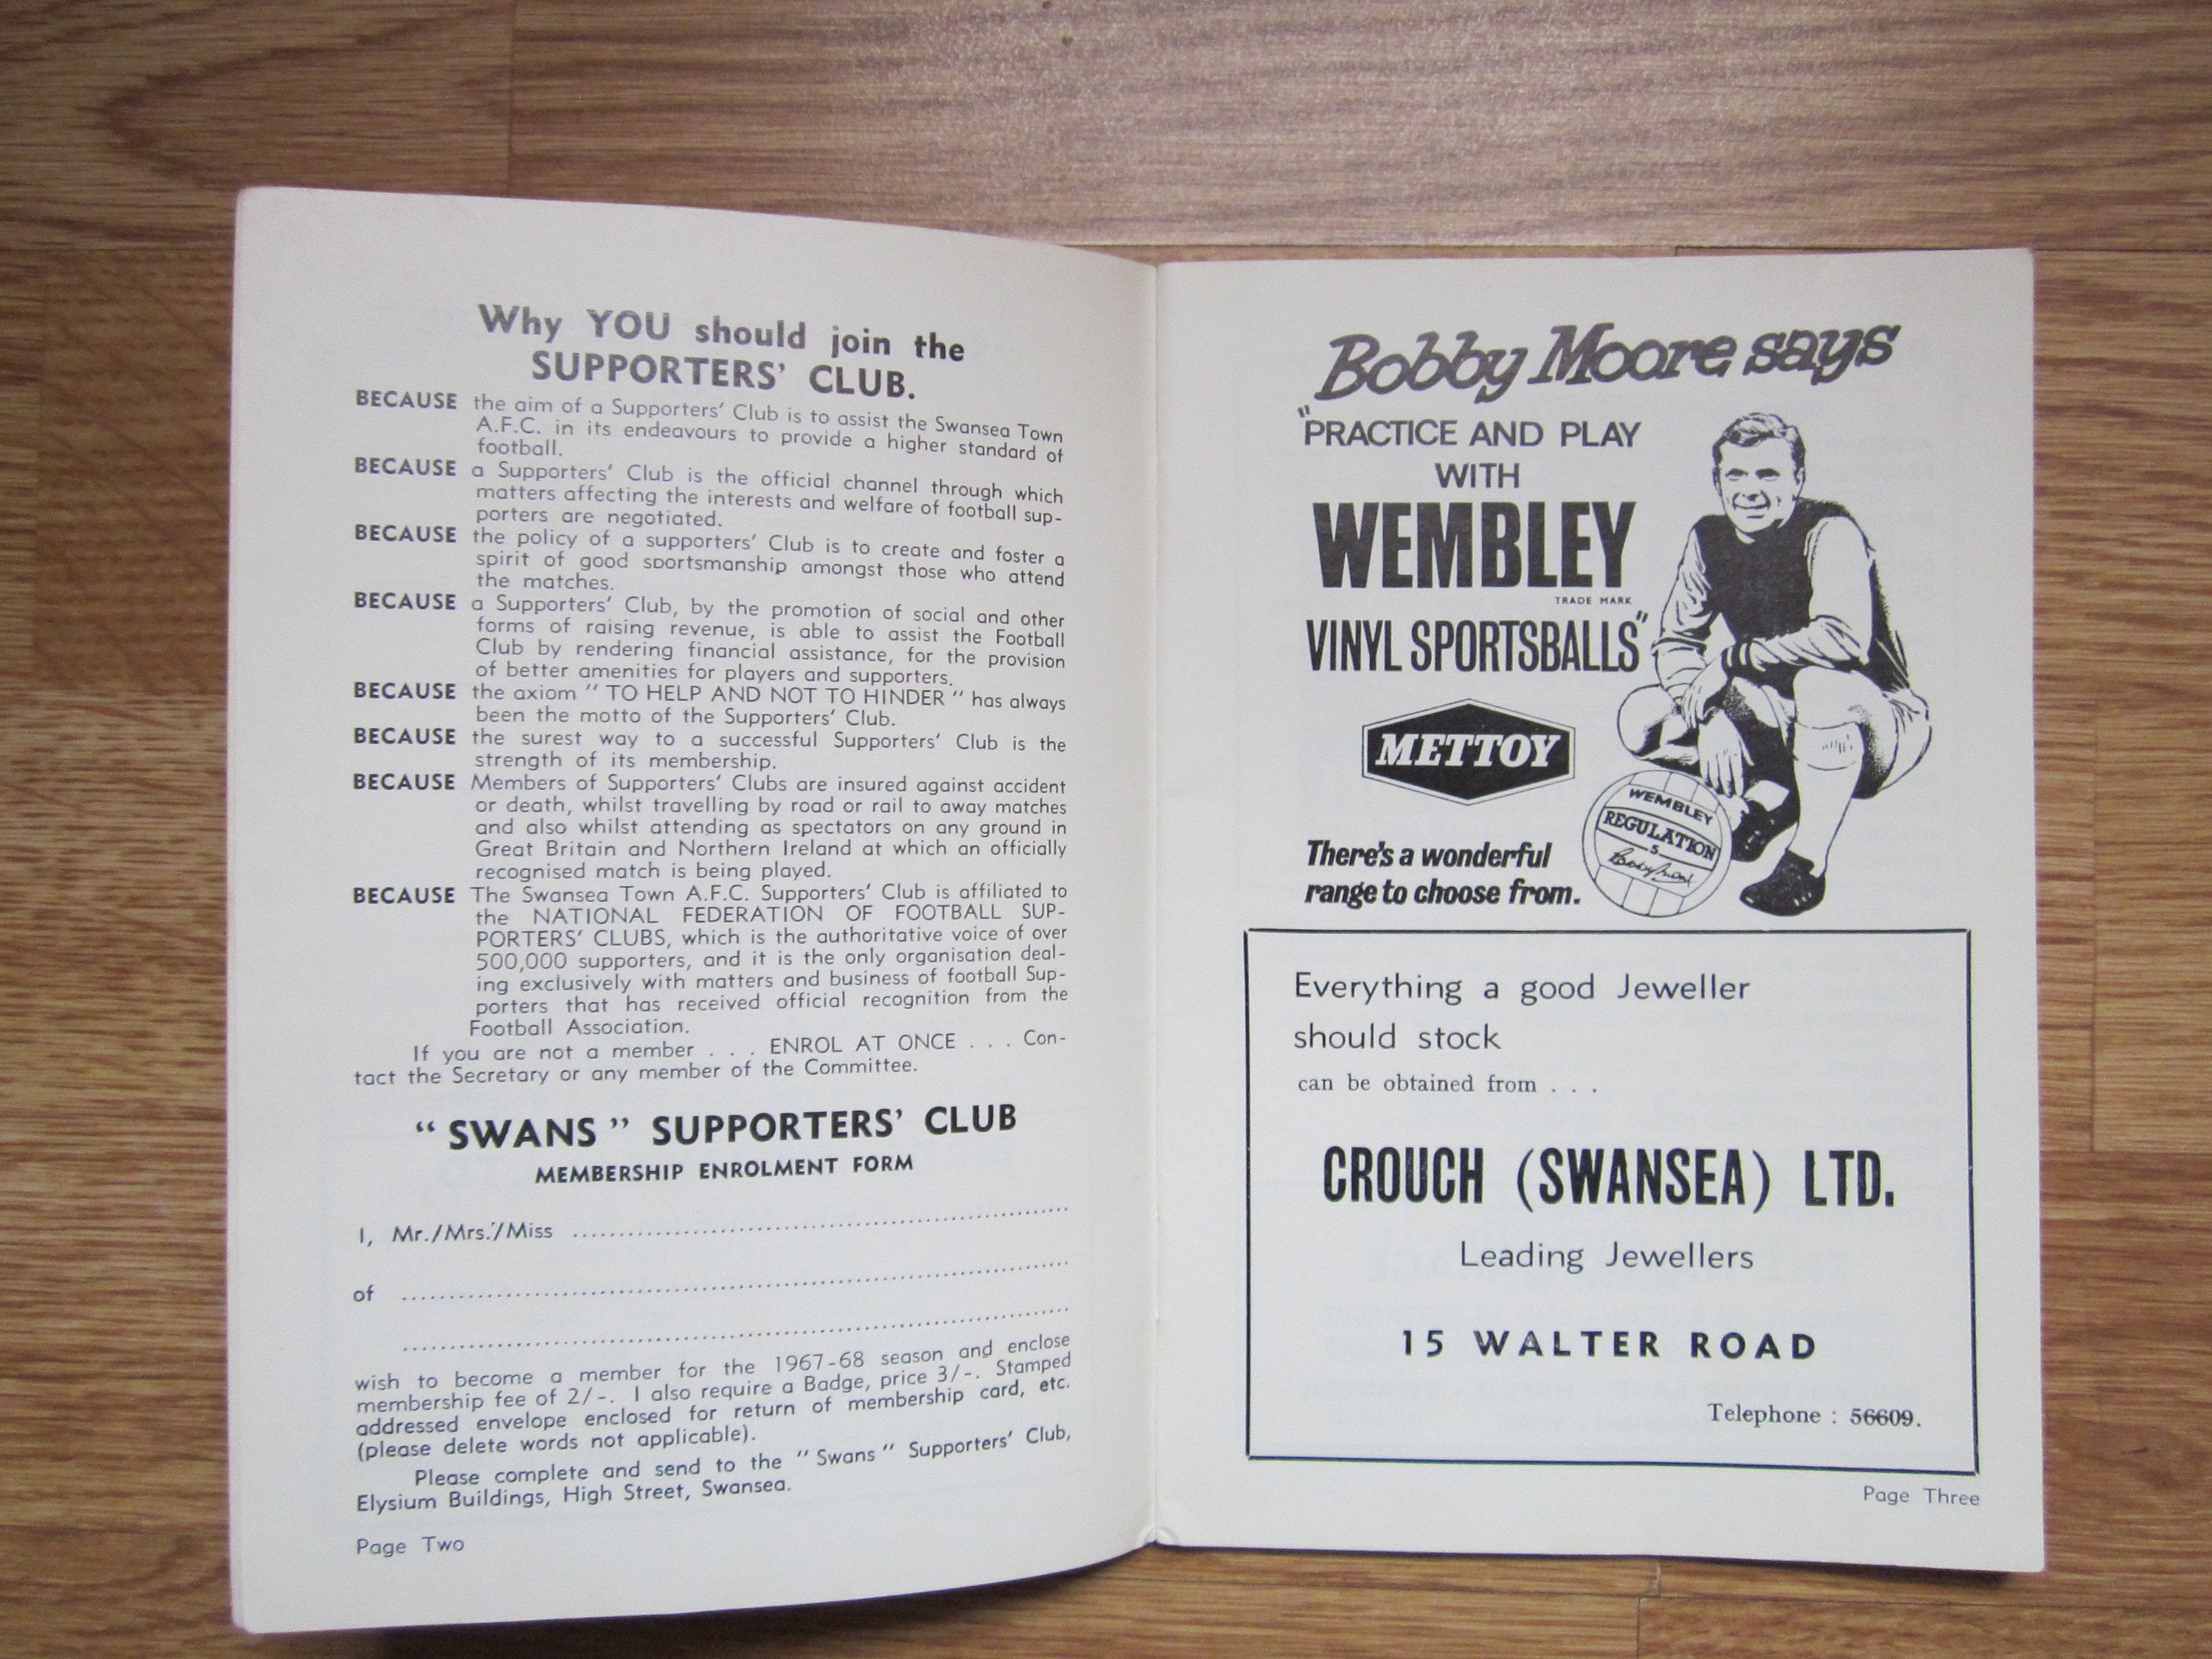 Why YOU should join the
SUPPORTERS' CLUB.
BECAUSE the aim of a Supporters' Club is to assist the Swansea Town
A.F.C. in its endeavours to provide a higher standard of
football.
BECAUSE a Supporters' Club is the official channel through which
matters affecting the interests and welfare of football sup-
porters are negotiated.
BECAUSE the policy of a supporters' Club is to create and foster a
spirit of good sportsmanship amongst those who attend
the matches.
BECAUSE a Supporters' Club, by the promotion of social and other
forms of raising revenue, is able to assist the Football
Club by rendering financial assistance, for the provision
of better amenities for players and supporters.
BECAUSE the axiom " TO HELP AND NOT TO HINDER " has always
been the motto of the Supporters' Club.
BECAUSE the surest way to a successful Supporters' Club is the
strength of its membership.
BECAUSE Members of Supporters' Clubs are insured against accident
or death, whilst travelling by road or rail to away matches
and also whilst attending as spectators on any ground in
Great Britain and Northern Ireland at which an officially
recognised match is being played.
BECAUSE The Swansea Town A.F.C. Supporters' Club is affiliated to
the NATIONAL FEDERATION OF FOOTBALL SUP-
PORTERS' CLUBS, which is the authoritative voice of over
500,000 supporters, and it is the only organisation deal-
ing exclusively with matters and business of football Sup-
porters that has received official recognition from the
Football Association.
If you are not a member . . . ENROL AT ONCE . . . Con-
tact the Secretary or any member of the Committee.
" SWANS " SUPPORTERS' CLUB
MEMBERSHIP ENROLMENT FORM
I, Mr./Mrs./Miss ........................................
of ........................................
........................................
wish to become a member for the 1967-68 season and enclose
membership fee of 2/-. I also require a Badge, price 3/-. Stamped
addressed envelope enclosed for return of membership card, etc.
(please delete words not applicable).
Please complete and send to the " Swans " Supporters' Club,
Elysium Buildings, High Street, Swansea.
Page Two
Bobby Moore says
"PRACTICE AND PLAY
WITH
WEMBLEY
TRADE MARK
VINYL SPORTSBALLS"
METTOY
WEMBLEY
REGULATION
5
Bobby Moore
There's a wonderful
range to choose from.
Everything a good Jeweller
should stock
can be obtained from . . .
CROUCH (SWANSEA) LTD.
Leading Jewellers
15 WALTER ROAD
Telephone : 56609.
Page Three